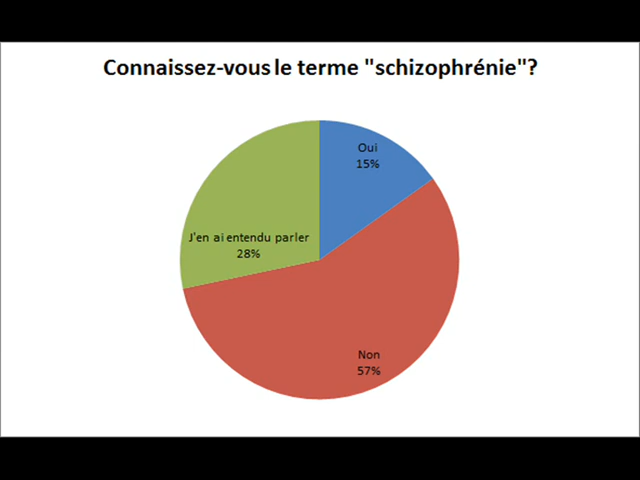 Connaissez-vous le terme "schizophrénie"?
Oui
15%
J'en ai entendu parler
28%
Non
57%